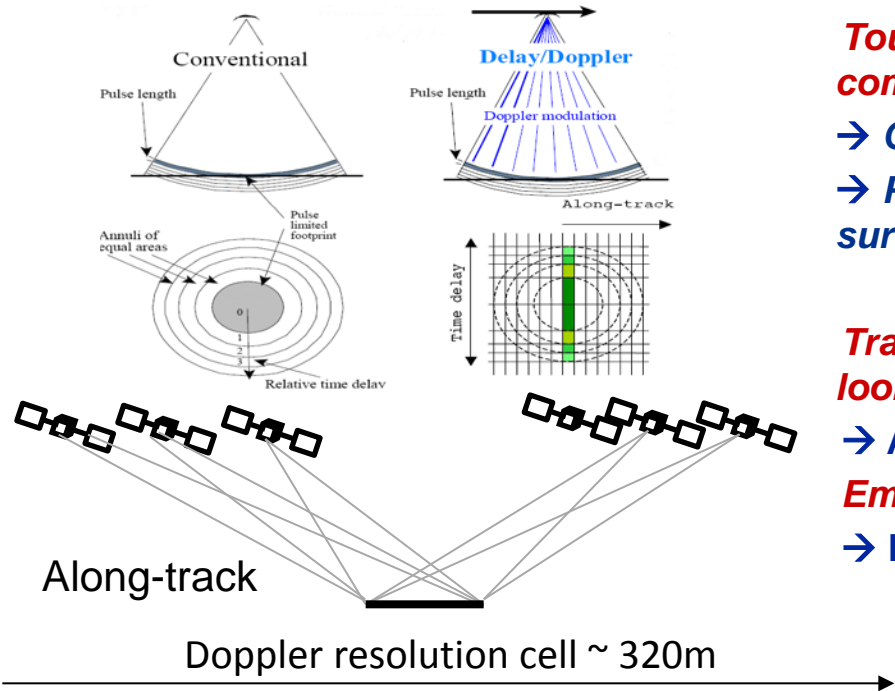 Conventional
Pulse length
Pulse
limited
footprint
Annuli of
equal areas
0
1
2
3
Relative time delay
Delay/Doppler
Pulse length
Doppler modulation
Along-track
Time delay
Along-track
Doppler resolution cell ~ 320m
→
→
sur
→
→